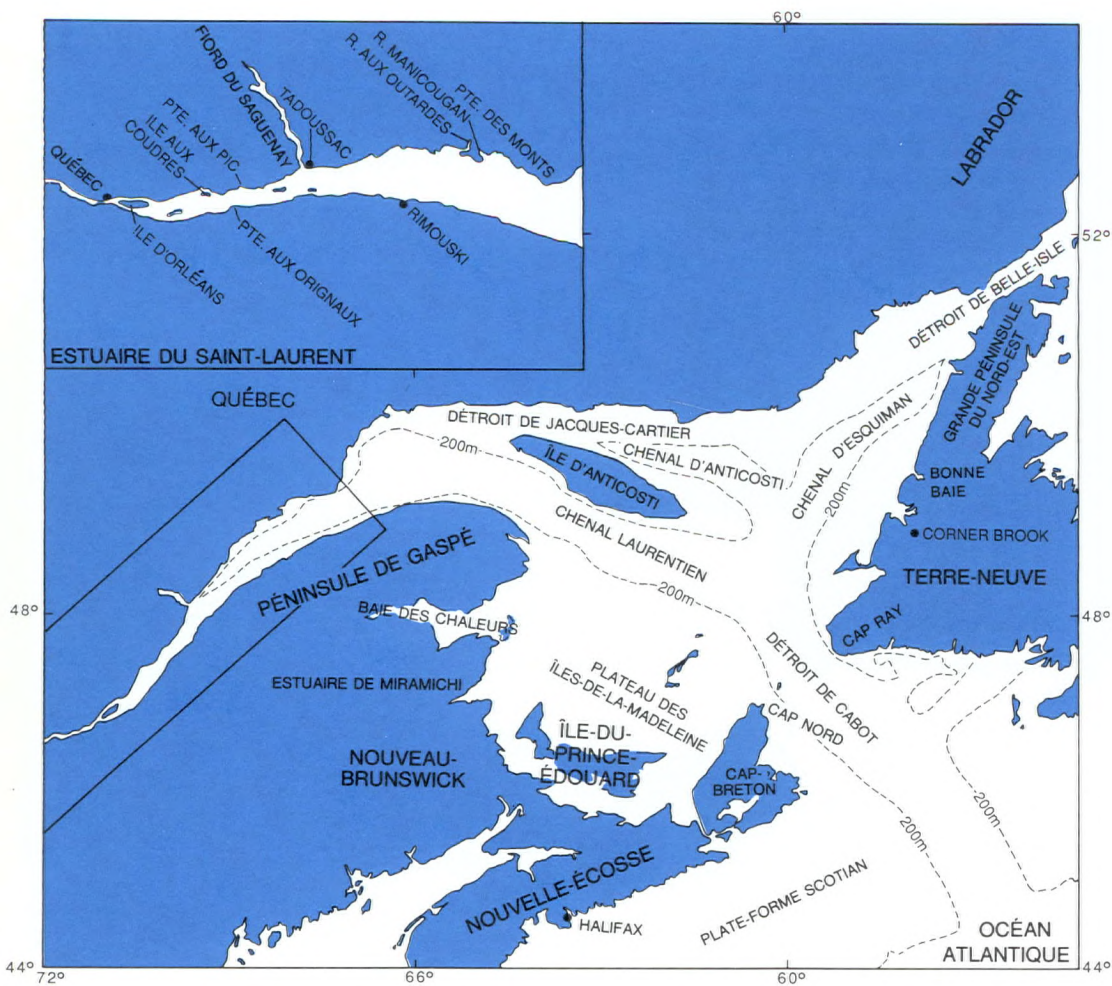 60°
FIORD DU SAGUENAY
TADOUSSAC
R. MANICOUGAN
R. AUX OUTARDES
PTE. DES MONTS
PTE. AUX PIC
ILE AUX
COUDRES
QUÉBEC
ILE D'ORLÉANS
PTE. AUX ORIGNAUX
RIMOUSKI
ESTUAIRE DU SAINT-LAURENT
LABRADOR
52°
DÉTROIT DE BELLE-ISLE
GRANDE PÉNINSULE
DU NORD-EST
QUÉBEC
DÉTROIT DE JACQUES-CARTIER
200m
CHENAL D'ANTICOSTI
ÎLE D'ANTICOSTI
CHENAL D'ESQUIMAN
200m
BONNE
BAIE
CORNER BROOK
CHENAL LAURENTIEN
TERRE-NEUVE
PÉNINSULE DE GASPÉ
200m
48°
48°
BAIE DES CHALEURS
CAP RAY
DÉTROIT DE CABOT
ESTUAIRE DE MIRAMICHI
PLATEAU DES
ÎLES-DE-LA-MADELEINE
CAP NORD
ÎLE-DU-
PRINCE-
ÉDOUARD
NOUVEAU-
BRUNSWICK
CAP-
BRETON
200m
200m
NOUVELLE-ÉCOSSE
PLATE-FORME SCOTIAN
HALIFAX
OCÉAN
ATLANTIQUE
44°
44°
72°
66°
60°